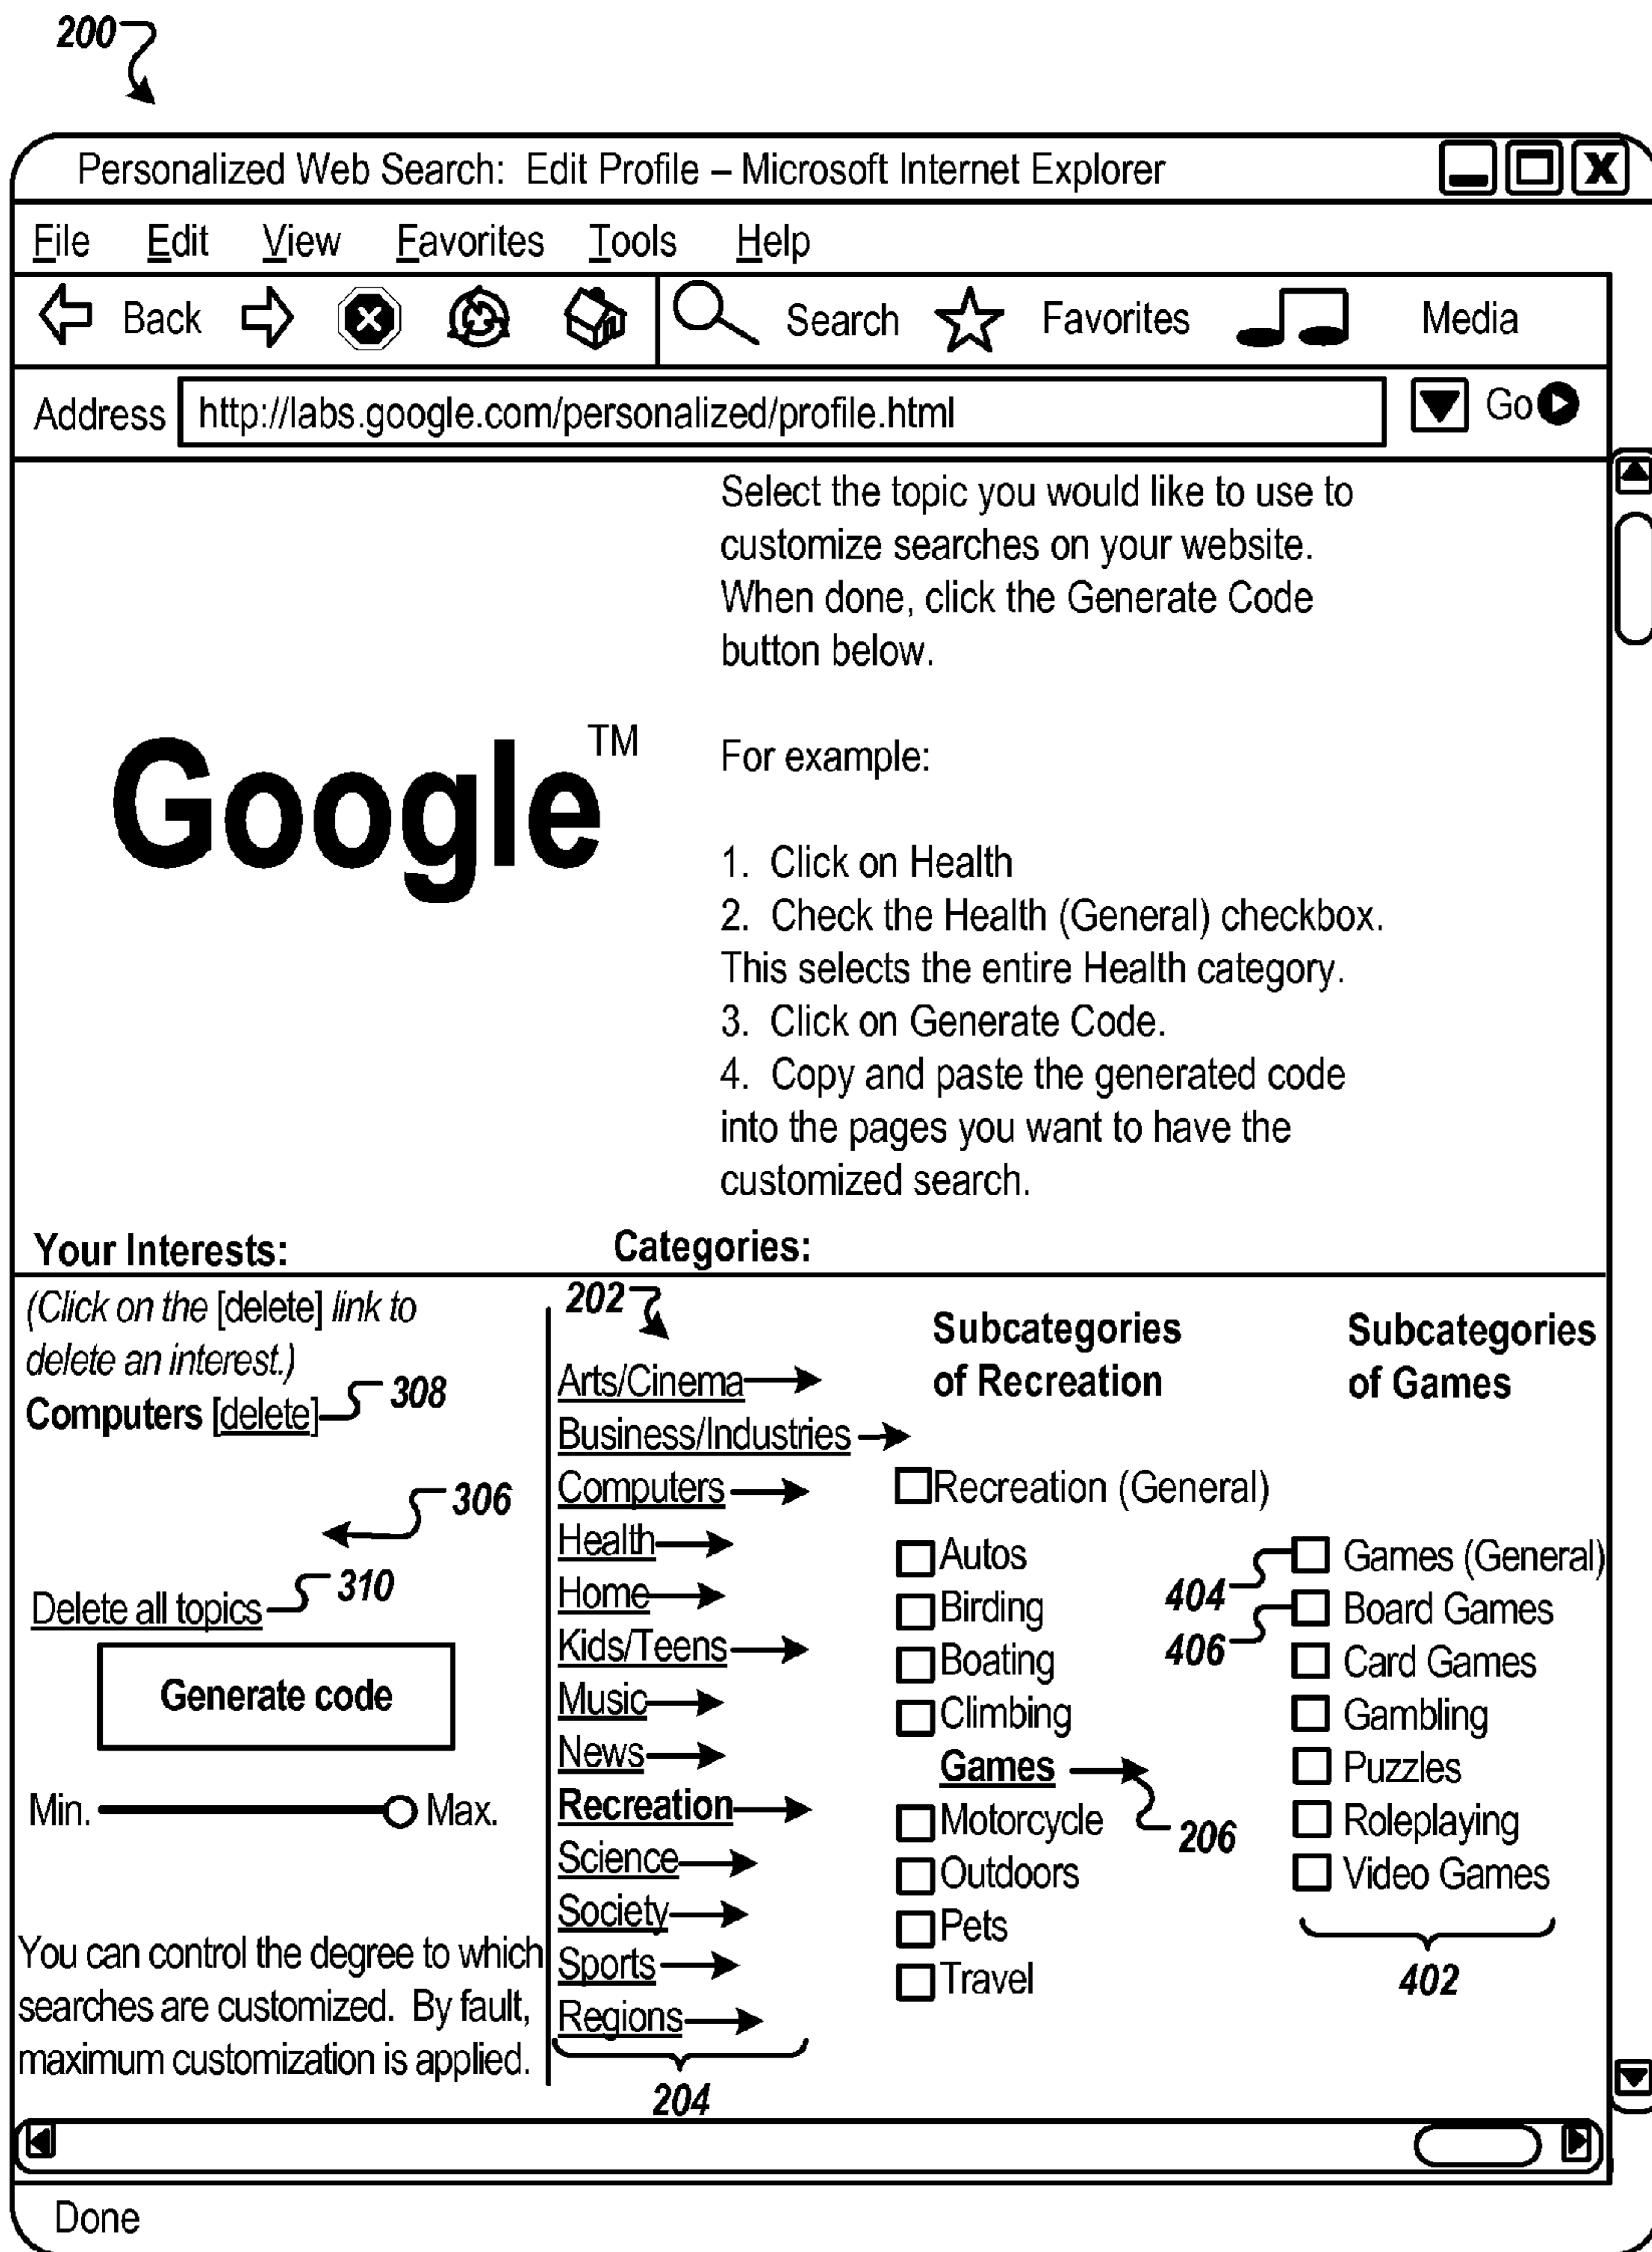 200
Personalized Web Search: Edit Profile – Microsoft Internet Explorer
File Edit View Favorites Tools Help
Back Search Favorites Media
Address http://labs.google.com/personalized/profile.html Go
Select the topic you would like to use to
customize searches on your website.
When done, click the Generate Code
button below.
Google TM
For example:
1. Click on Health
2. Check the Health (General) checkbox.
This selects the entire Health category.
3. Click on Generate Code.
4. Copy and paste the generated code
into the pages you want to have the
customized search.
Your Interests:
(Click on the [delete] link to
delete an interest.)
Computers [delete] 308
306
Delete all topics 310
Generate code
Min. Max.
You can control the degree to which
searches are customized. By fault,
maximum customization is applied.
Categories:
202
Arts/Cinema
Business/Industries
Computers
Health
Home
Kids/Teens
Music
News
Recreation
Science
Society
Sports
Regions
204
Subcategories
of Recreation
Recreation (General)
Autos
Birding
Boating
Climbing
Games
206
Motorcycle
Outdoors
Pets
Travel
Subcategories
of Games
404 Games (General)
406 Board Games
Card Games
Gambling
Puzzles
Roleplaying
Video Games
402
Done